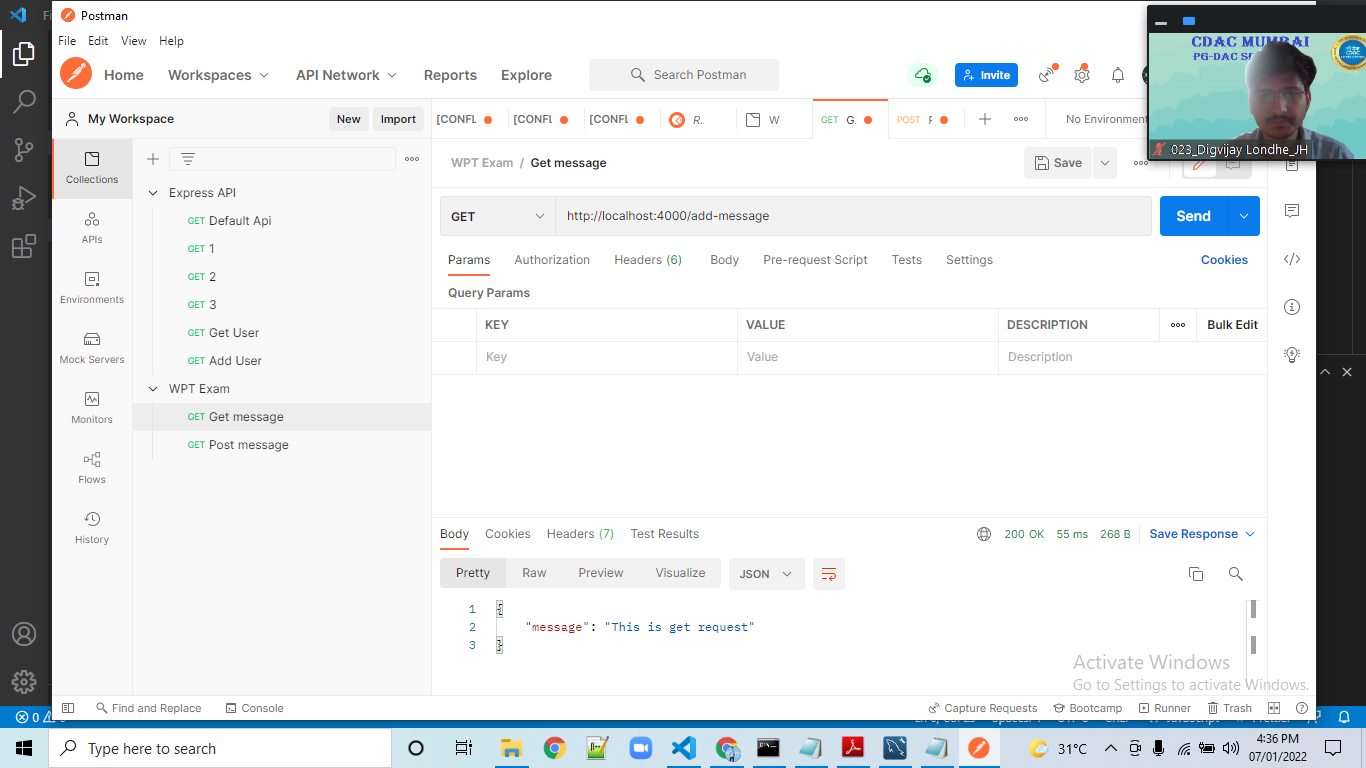 Postman
File Edit View Help
Home Workspaces API Network Reports Explore Search Postman Invite
CDAC MUMBAI
023_Digvijay Londhe_JH
My Workspace New Import [CONFL [CONFL [CONFL R. W GET G. POST No Environment
WPT Exam / Get message Save
Collections
APIs
Environments
Mock Servers
Monitors
Flows
History
Express API
GET Default Api
GET 1
GET 2
GET 3
GET Get User
GET Add User
WPT Exam
GET Get message
GET Post message
GET http://localhost:4000/add-message Send
Params Authorization Headers (6) Body Pre-request Script Tests Settings Cookies
Query Params
KEY VALUE DESCRIPTION Bulk Edit
Key Value Description
Body Cookies Headers (7) Test Results 200 OK 55 ms 268 B Save Response
Pretty Raw Preview Visualize JSON
1 {
2 "message": "This is get request"
3 }
Activate Windows
Go to Settings to activate Windows.
Find and Replace Console Capture Requests Bootcamp Runner Trash
0
Type here to search 31°C 4:36 PM
07/01/2022